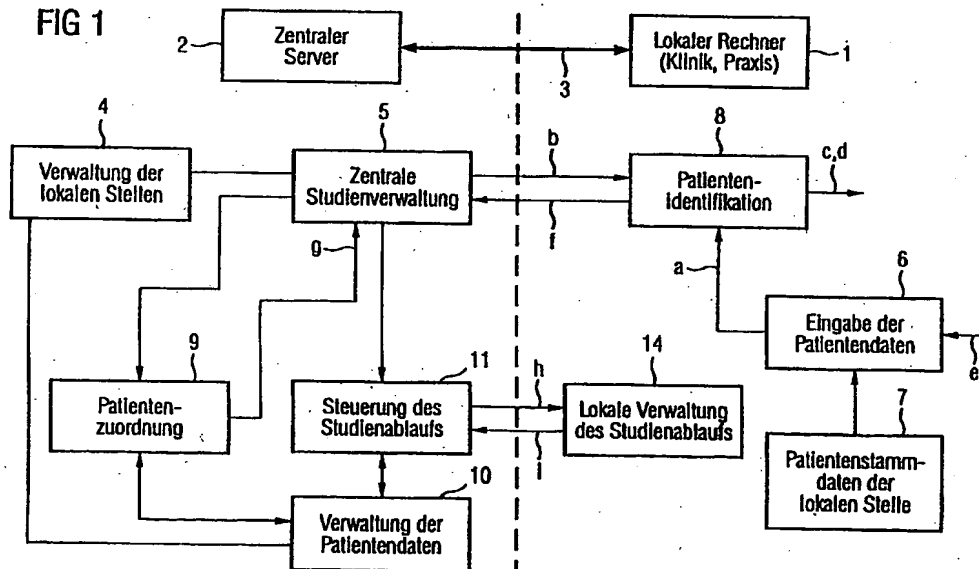 FIG 1
2
Zentraler
Server
3
Lokaler Rechner
(Klinik, Praxis)
1
4
Verwaltung der
lokalen Stellen
5
Zentrale
Studienverwaltung
b
f
8
Patienten-
identifikation
c,d
g
a
6
Eingabe der
Patientendaten
e
9
Patienten-
zuordnung
11
Steuerung des
Studienablaufs
h
i
14
Lokale Verwaltung
des Studienablaufs
7
Patientenstamm-
daten der
lokalen Stelle
10
Verwaltung der
Patientendaten